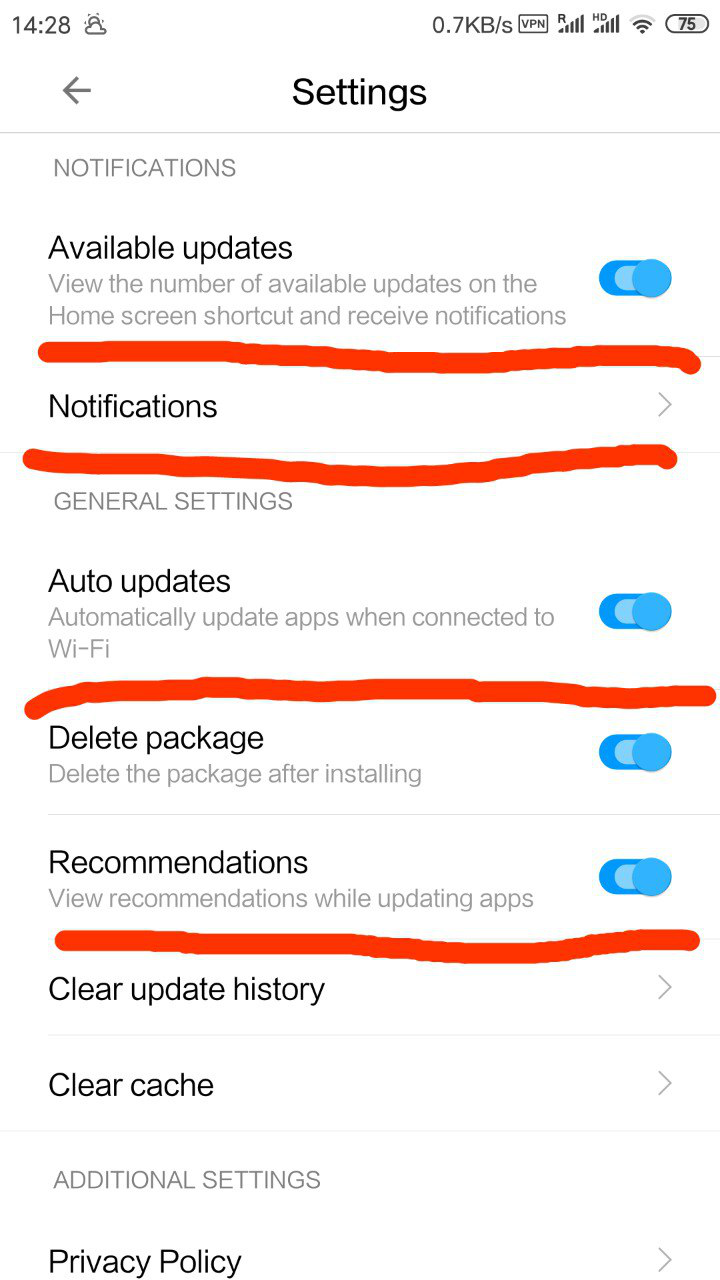 14:28 0.7KB/s VPN R HD 75
Settings
NOTIFICATIONS
Available updates
View the number of available updates on the
Home screen shortcut and receive notifications
Notifications
GENERAL SETTINGS
Auto updates
Automatically update apps when connected to
Wi-Fi
Delete package
Delete the package after installing
Recommendations
View recommendations while updating apps
Clear update history
Clear cache
ADDITIONAL SETTINGS
Privacy Policy